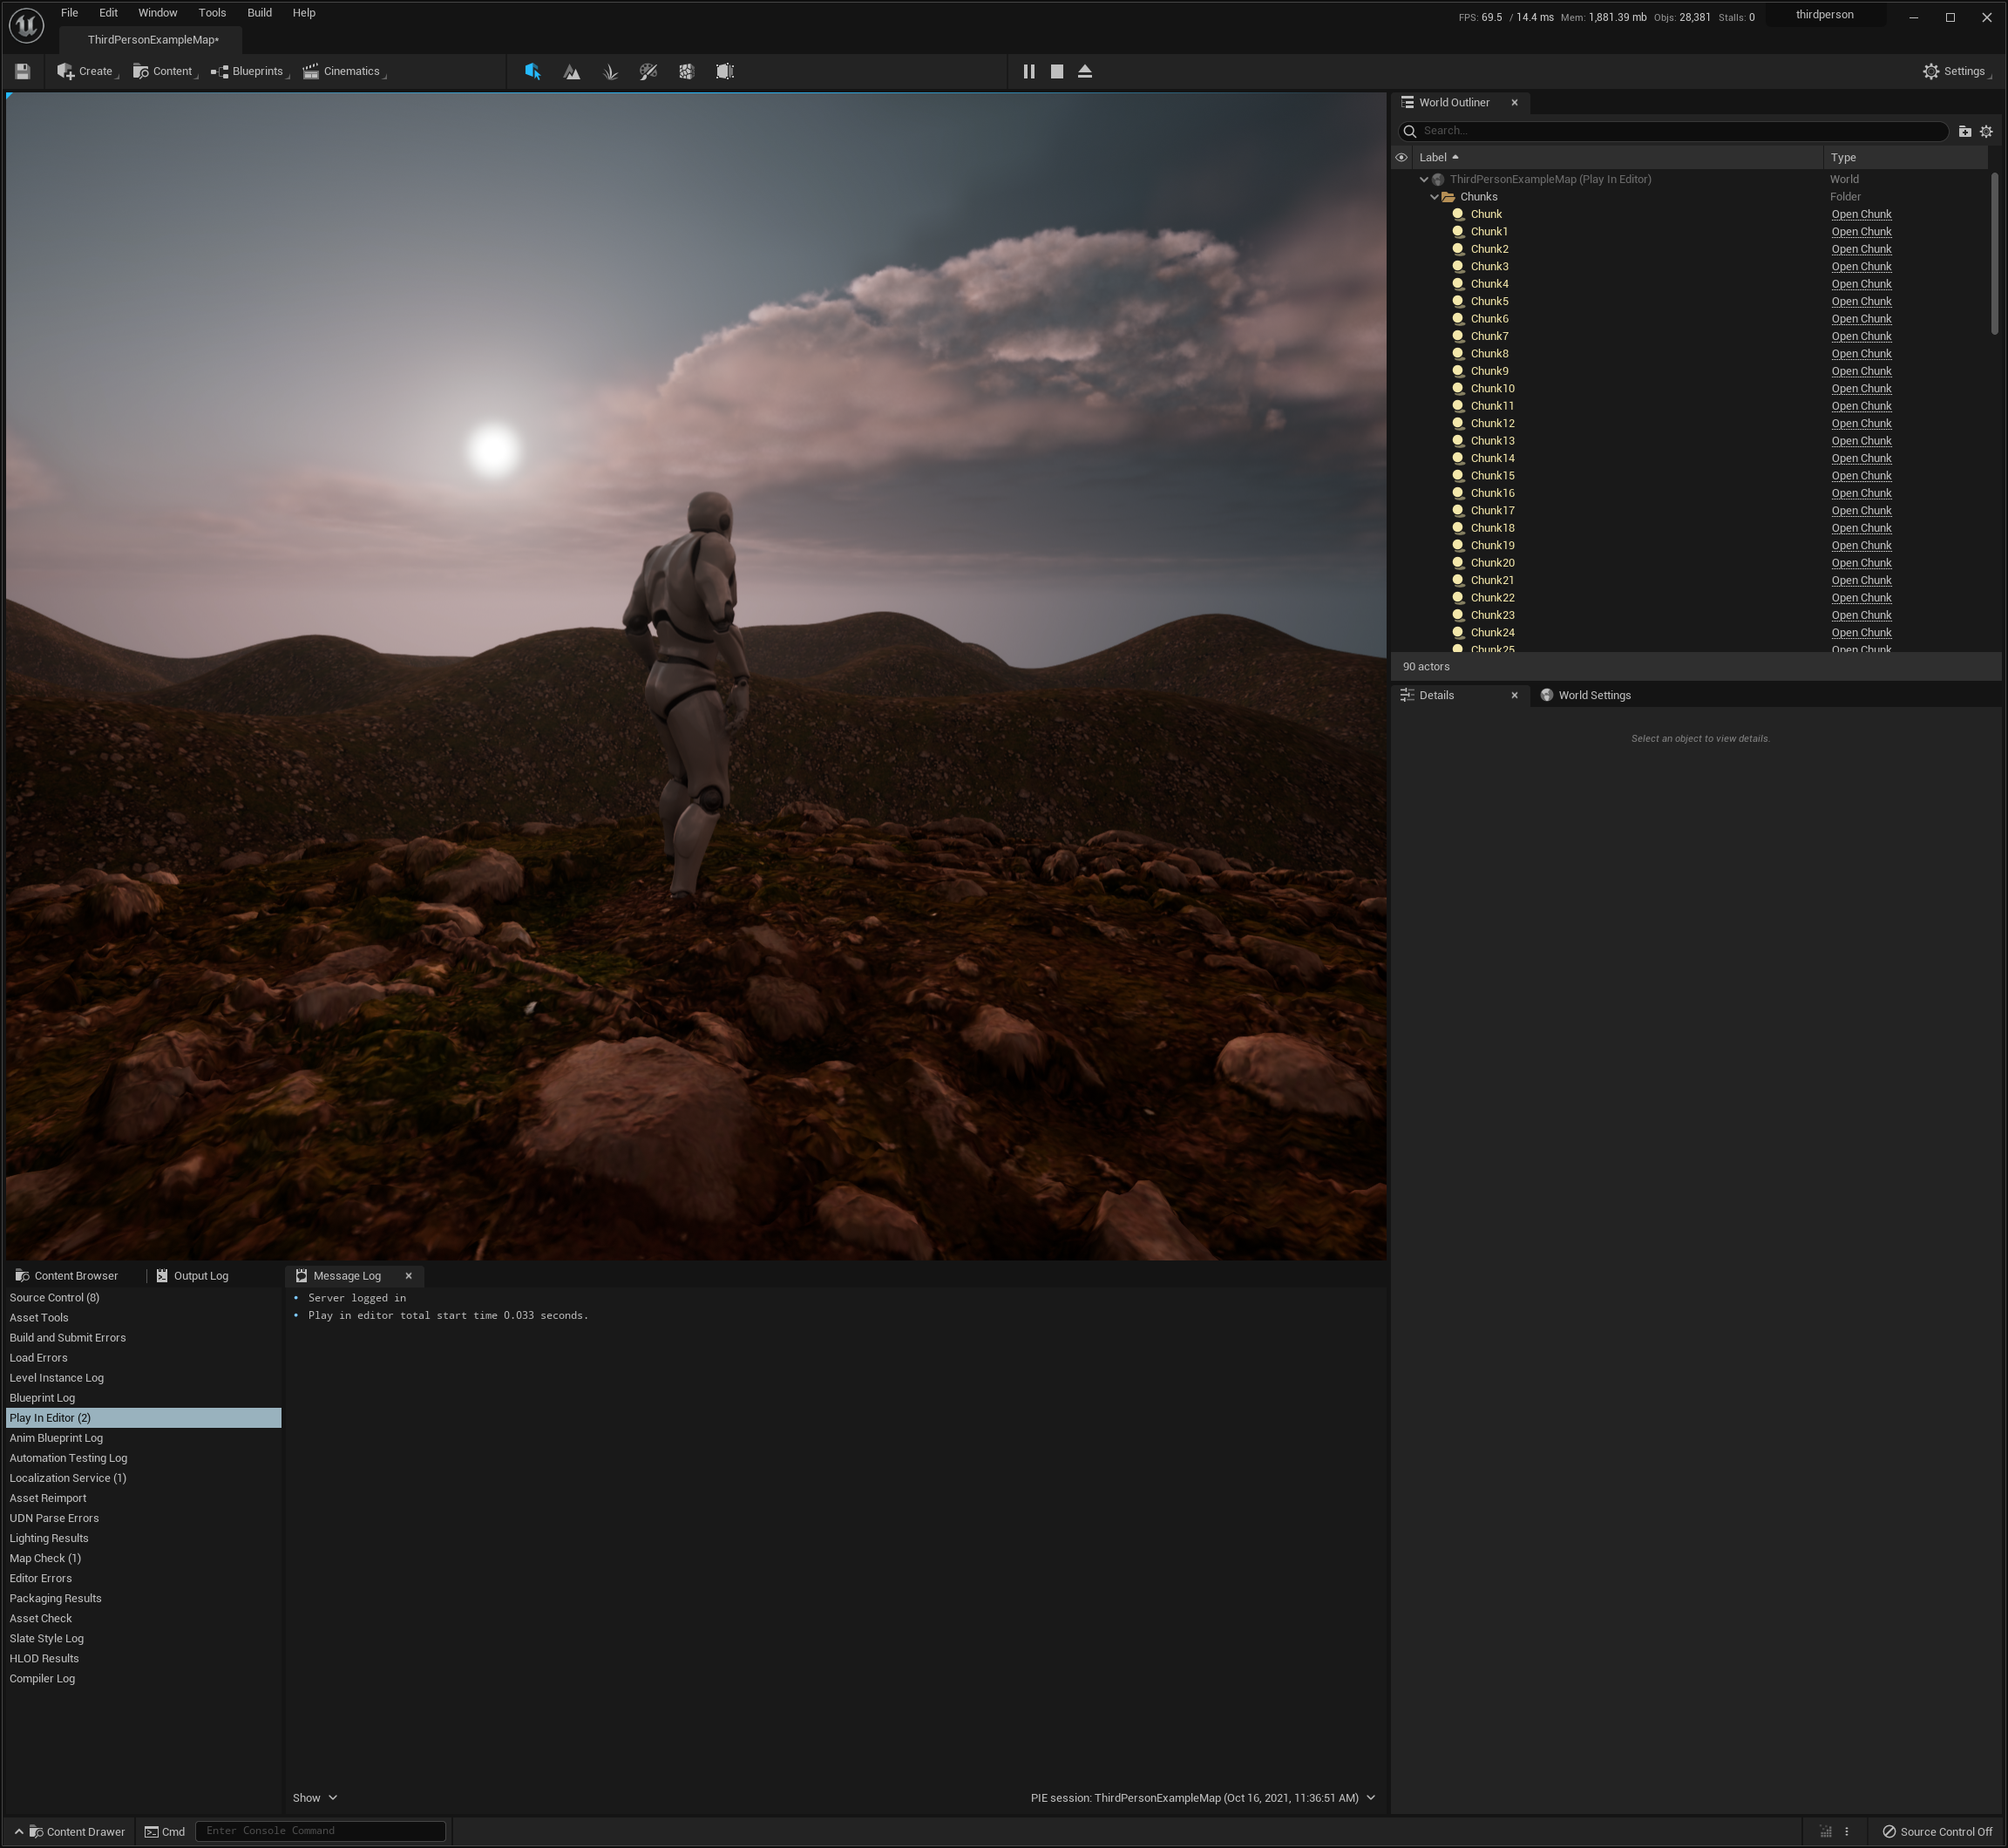 File Edit Window Tools Build Help
FPS: 69.5 / 14.4 ms Mem: 1,881.39 mb Objs: 28,381 Stalls: 0
thirdperson
ThirdPersonExampleMap*
Create Content Blueprints Cinematics
Settings
World Outliner
Search...
Label Type
ThirdPersonExampleMap (Play In Editor) World
Chunks Folder
Chunk Open Chunk
Chunk1 Open Chunk
Chunk2 Open Chunk
Chunk3 Open Chunk
Chunk4 Open Chunk
Chunk5 Open Chunk
Chunk6 Open Chunk
Chunk7 Open Chunk
Chunk8 Open Chunk
Chunk9 Open Chunk
Chunk10 Open Chunk
Chunk11 Open Chunk
Chunk12 Open Chunk
Chunk13 Open Chunk
Chunk14 Open Chunk
Chunk15 Open Chunk
Chunk16 Open Chunk
Chunk17 Open Chunk
Chunk18 Open Chunk
Chunk19 Open Chunk
Chunk20 Open Chunk
Chunk21 Open Chunk
Chunk22 Open Chunk
Chunk23 Open Chunk
Chunk24 Open Chunk
Chunk25 Open Chunk
90 actors
Details World Settings
Select an object to view details.
Content Browser Output Log Message Log
Source Control (8)
Asset Tools
Build and Submit Errors
Load Errors
Level Instance Log
Blueprint Log
Play In Editor (2)
Anim Blueprint Log
Automation Testing Log
Localization Service (1)
Asset Reimport
UDN Parse Errors
Lighting Results
Map Check (1)
Editor Errors
Packaging Results
Asset Check
Slate Style Log
HLOD Results
Compiler Log
Server logged in
Play in editor total start time 0.033 seconds.
Show
PIE session: ThirdPersonExampleMap (Oct 16, 2021, 11:36:51 AM)
Content Drawer Cmd Enter Console Command
Source Control Off